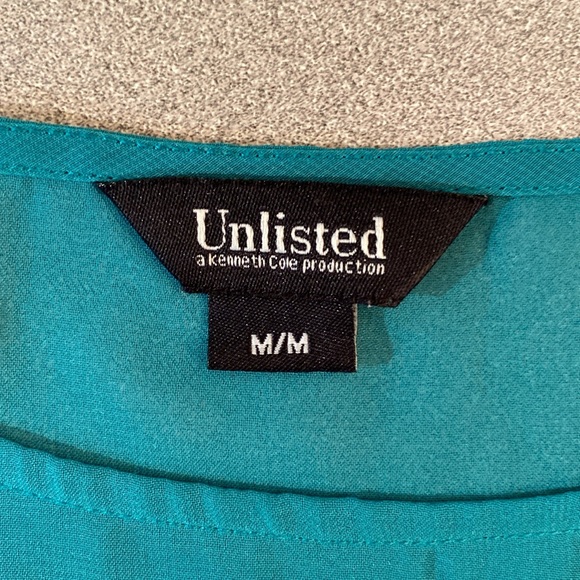 Unlisted
a Kenneth Cole production
M/M